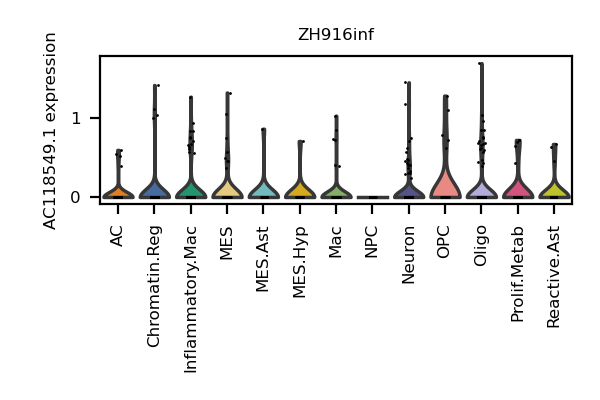 ZH916inf
AC118549.1 expression
1
0
AC
Chromatin.Reg
Inflammatory.Mac
MES
MES.Ast
MES.Hyp
Mac
NPC
Neuron
OPC
Oligo
Prolif.Metab
Reactive.Ast